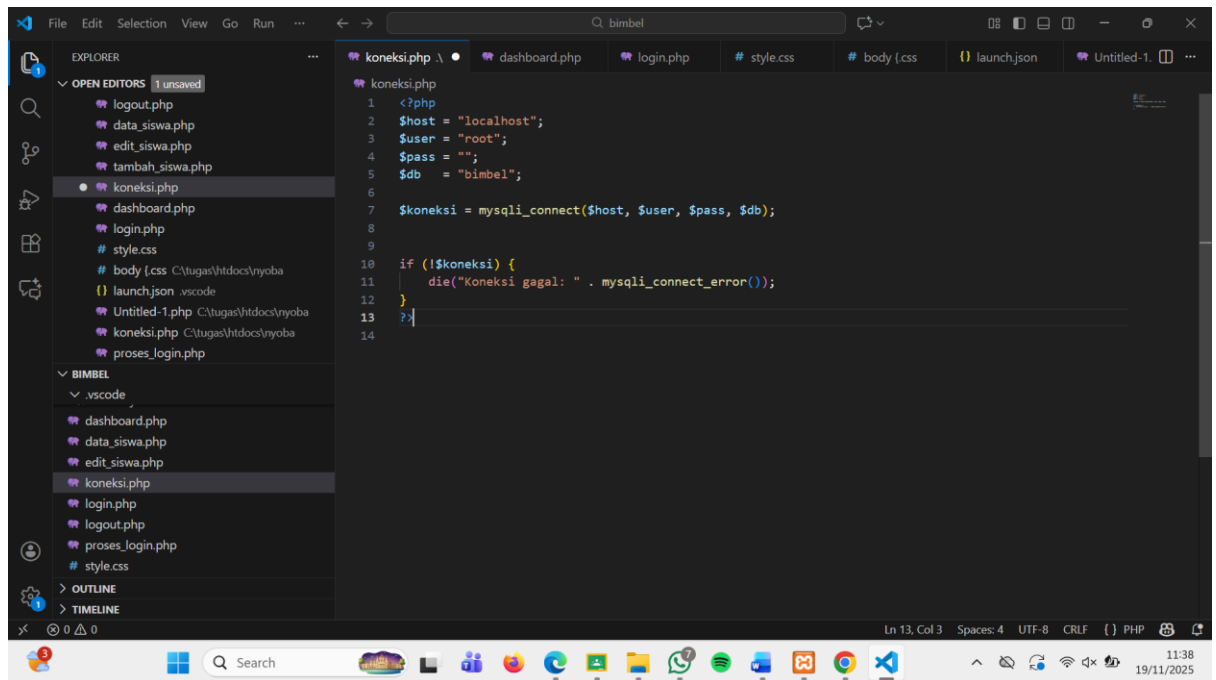 File Edit Selection View Go Run ··· bimbel
EXPLORER ···
OPEN EDITORS 1 unsaved
logout.php
data_siswa.php
edit_siswa.php
tambah_siswa.php
koneksi.php
dashboard.php
login.php
# style.css
# body {.css C:\tugas\htdocs\nyoba
{} launch.json .vscode
Untitled-1.php C:\tugas\htdocs\nyoba
koneksi.php C:\tugas\htdocs\nyoba
proses_login.php
BIMBEL
.vscode
dashboard.php
data_siswa.php
edit_siswa.php
koneksi.php
login.php
logout.php
proses_login.php
# style.css
OUTLINE
TIMELINE
koneksi.php .\ dashboard.php login.php # style.css # body {.css {} launch.json Untitled-1. ···
koneksi.php
1 <?php
2 $host = "localhost";
3 $user = "root";
4 $pass = "";
5 $db   = "bimbel";
6
7 $koneksi = mysqli_connect($host, $user, $pass, $db);
8
9
10 if (!$koneksi) {
11     die("Koneksi gagal: " . mysqli_connect_error());
12 }
13 ?>
14
0 0 Ln 13, Col 3 Spaces: 4 UTF-8 CRLF {} PHP
3 Search 7 11:38
19/11/2025